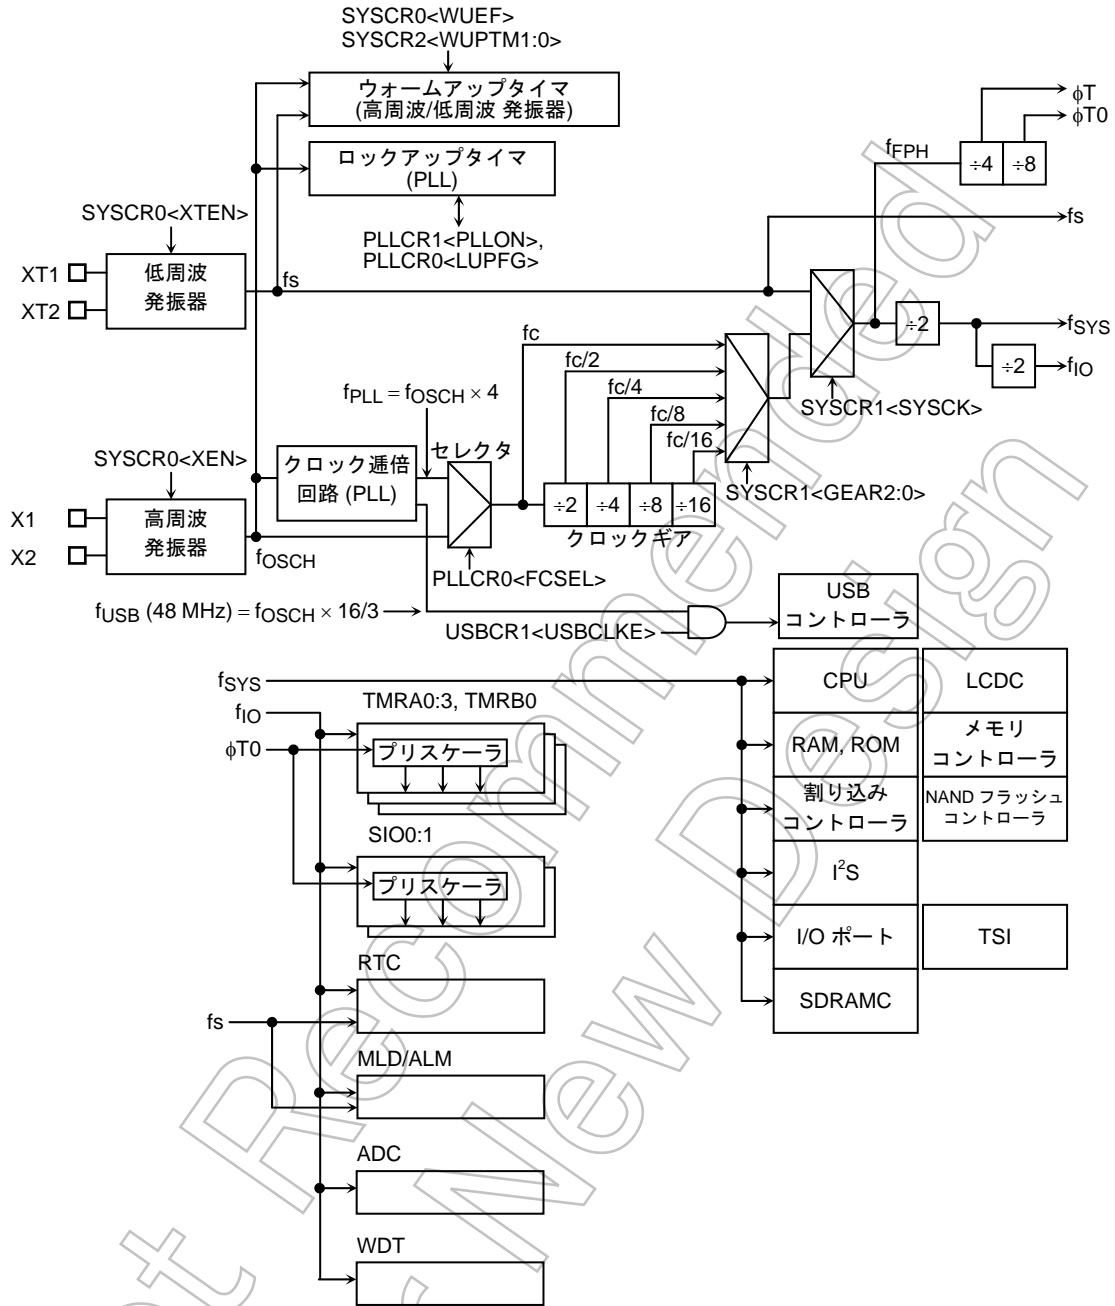 SYSCR0<WUEF>
SYSCR2<WUPTM1:0>
ウォームアップタイマ
(高周波/低周波 発振器)
ロックアップタイマ
(PLL)
PLLCR1<PLLON>,
PLLCR0<LUPFG>
SYSCR0<XTEN>
XT1
XT2
低周波
発振器
fs
φT
φT0
fFPH
÷4
÷8
fs
÷2
fSYS
÷2
fIO
SYSCR1<SYSCK>
fc
fc/2
fc/4
fc/8
fc/16
fPLL = fOSCH × 4
セレクタ
SYSCR0<XEN>
クロック逓倍
回路 (PLL)
X1
X2
高周波
発振器
fOSCH
÷2
÷4
÷8
÷16
クロックギア
SYSCR1<GEAR2:0>
PLLCR0<FCSEL>
fUSB (48 MHz) = fOSCH × 16/3
USBCR1<USBCLKE>
USB
コントローラ
fSYS
fIO
φT0
TMRA0:3, TMRB0
プリスケーラ
SIO0:1
プリスケーラ
RTC
fs
MLD/ALM
ADC
WDT
CPU
LCDC
RAM, ROM
メモリ
コントローラ
割り込み
コントローラ
NAND フラッシュ
コントローラ
I²S
I/O ポート
TSI
SDRAMC
Not Recommended
for New Design